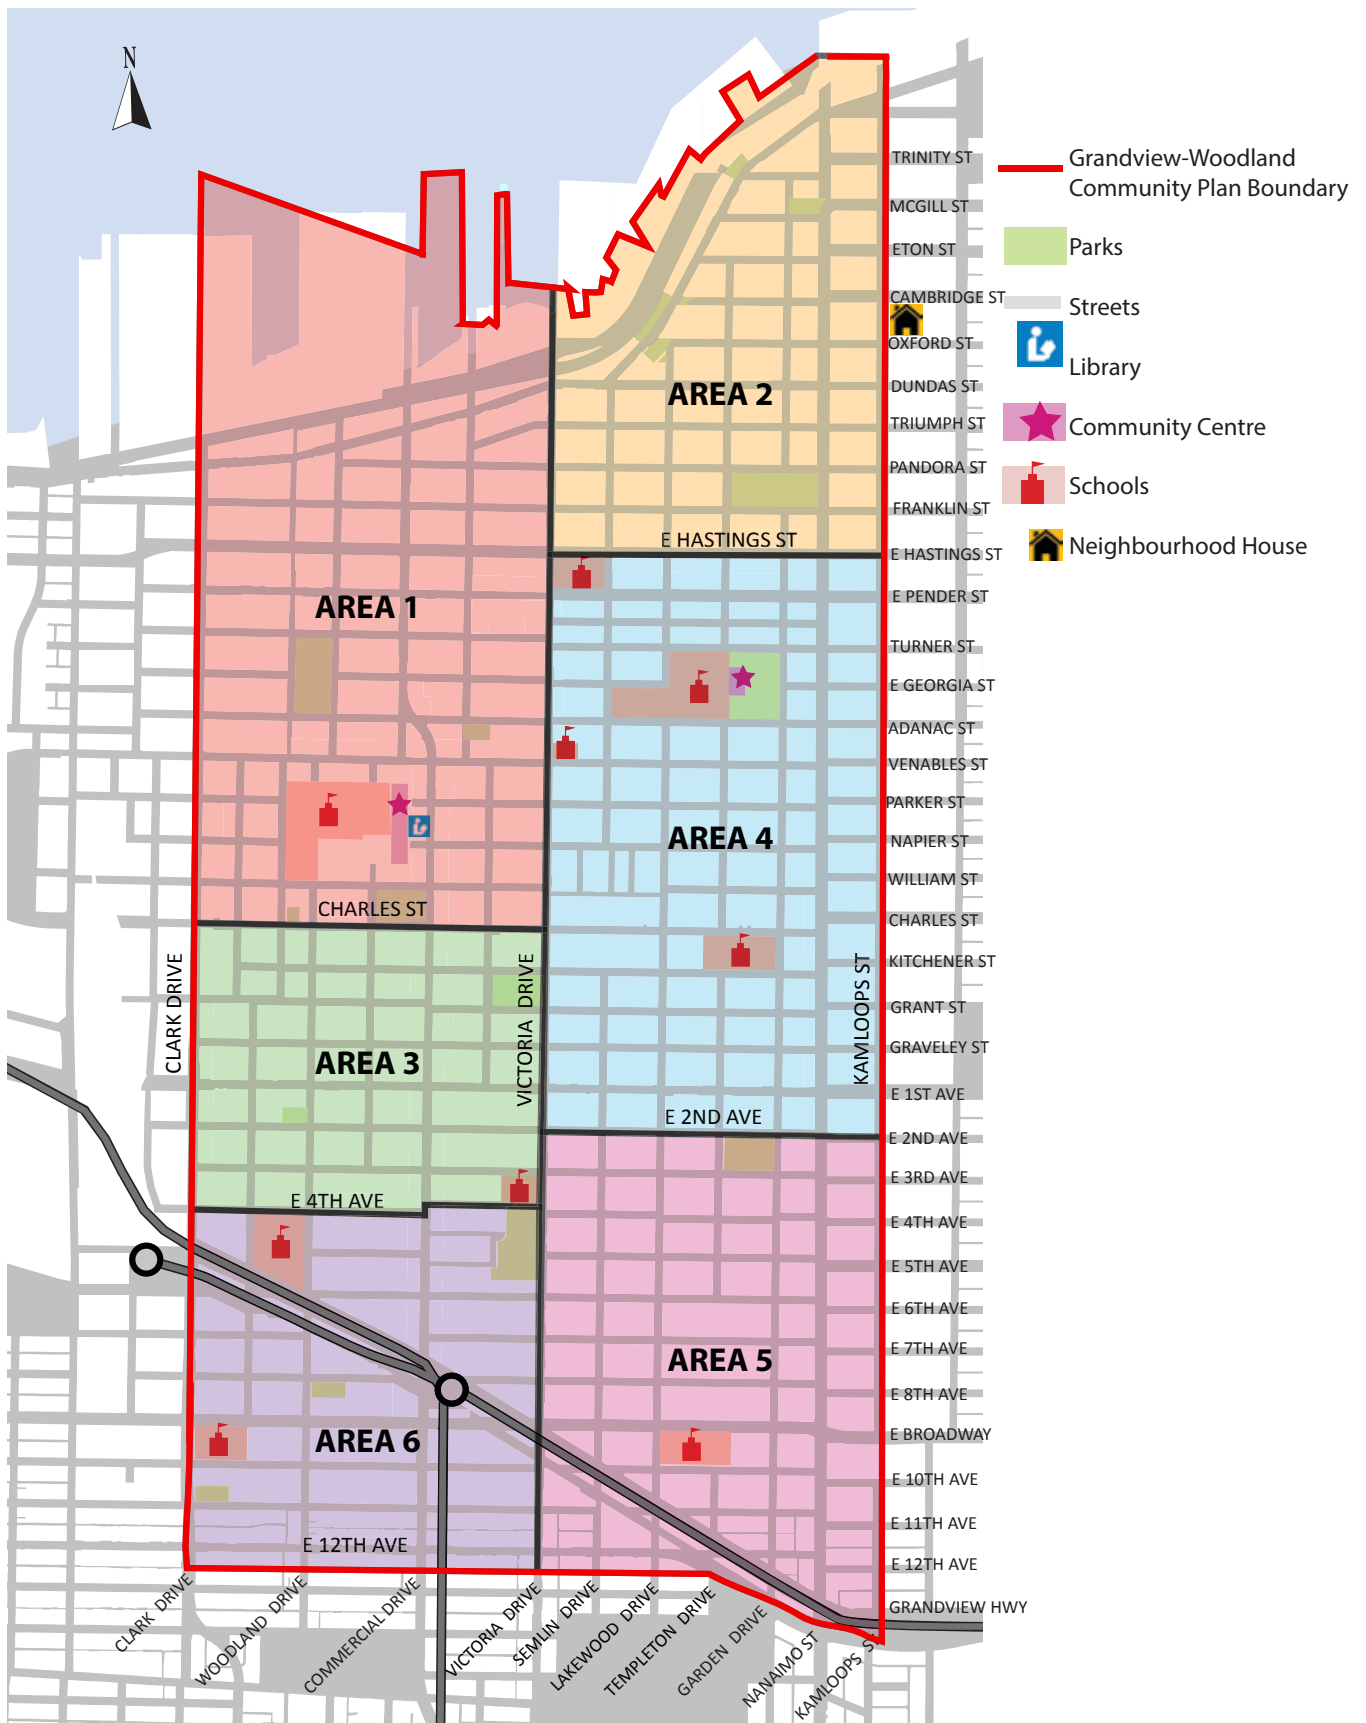 N
TRINITY ST
MCGILL ST
ETON ST
CAMBRIDGE ST
OXFORD ST
DUNDAS ST
TRIUMPH ST
PANDORA ST
FRANKLIN ST
E HASTINGS ST
E PENDER ST
TURNER ST
E GEORGIA ST
ADANAC ST
VENABLES ST
PARKER ST
NAPIER ST
WILLIAM ST
CHARLES ST
KITCHENER ST
GRANT ST
GRAVELEY ST
E 1ST AVE
E 2ND AVE
E 3RD AVE
E 4TH AVE
E 5TH AVE
E 6TH AVE
E 7TH AVE
E 8TH AVE
E BROADWAY
E 10TH AVE
E 11TH AVE
E 12TH AVE
GRANDVIEW HWY
Grandview-Woodland
Community Plan Boundary
Parks
Streets
Library
Community Centre
Schools
Neighbourhood House
AREA 2
E HASTINGS ST
AREA 1
AREA 4
CHARLES ST
CLARK DRIVE
VICTORIA DRIVE
KAMLOOPS ST
AREA 3
E 2ND AVE
E 4TH AVE
AREA 5
AREA 6
E 12TH AVE
CLARK DRIVE
WOODLAND DRIVE
COMMERCIAL DRIVE
VICTORIA DRIVE
SEMLIN DRIVE
LAKEWOOD DRIVE
TEMPLETON DRIVE
GARDEN DRIVE
NANAIMO ST
KAMLOOPS ST